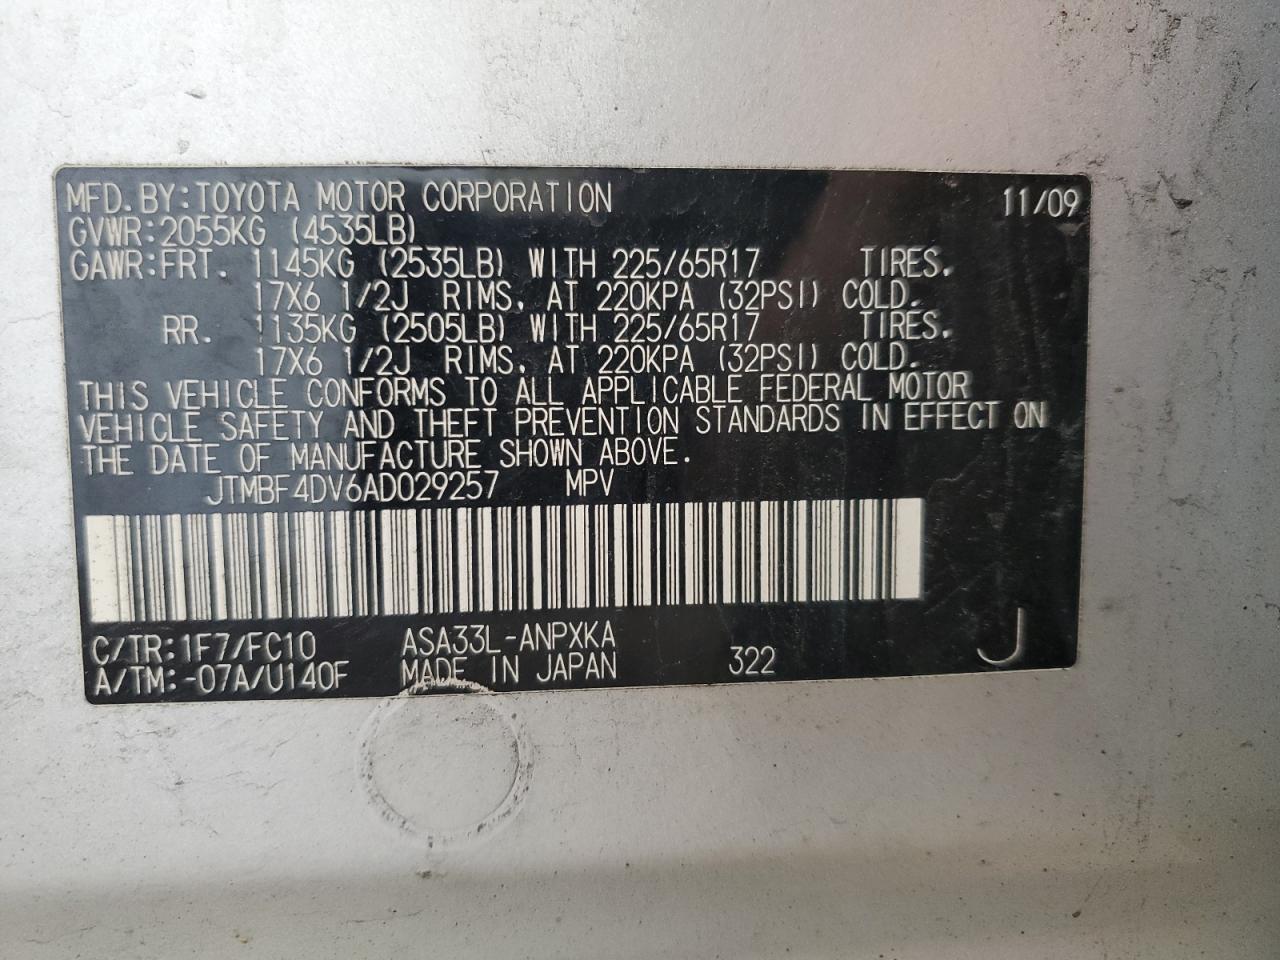 MFD.BY:TOYOTA MOTOR CORPORATION 11/09
GVWR:2055KG (4535LB)
GAWR:FRT. 1145KG (2535LB) WITH 225/65R17 TIRES.
17X6 1/2J RIMS, AT 220KPA (32PSI) COLD.
RR. 1135KG (2505LB) WITH 225/65R17 TIRES.
17X6 1/2J RIMS, AT 220KPA (32PSI) COLD.
THIS VEHICLE CONFORMS TO ALL APPLICABLE FEDERAL MOTOR
VEHICLE SAFETY AND THEFT PREVENTION STANDARDS IN EFFECT ON
THE DATE OF MANUFACTURE SHOWN ABOVE.
JTMBF4DV6AD029257 MPV
C/TR:1F7/FC10 ASA33L-ANPXKA
A/TM:-07A/U140F MADE IN JAPAN 322 J